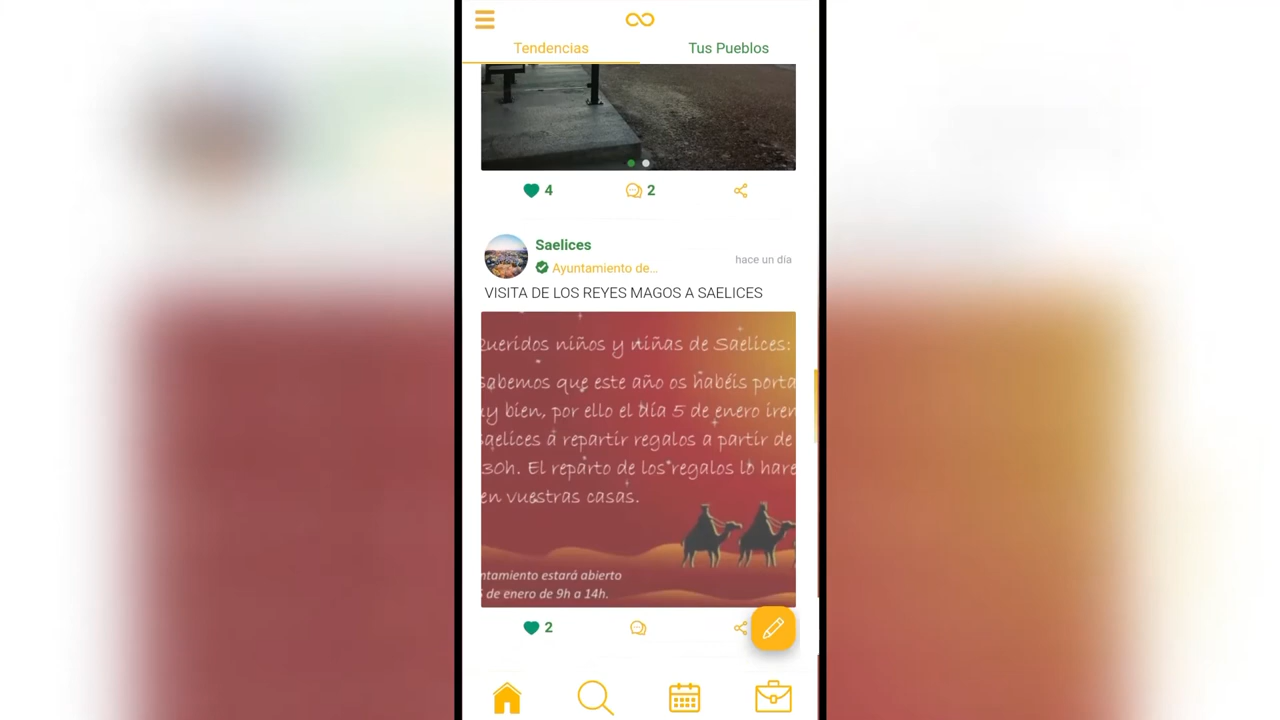 Tendencias Tus Pueblos
4 2
Saelices
Ayuntamiento de...
hace un día
VISITA DE LOS REYES MAGOS A SAELICES
Queridos niños y niñas de Saelices:
Sabemos que este año os habéis porta
uy bien, por ello el día 5 de enero iren
Saelices a repartir regalos a partir de
30h. El reparto de los regalos lo hare
en vuestras casas.
ntamiento estará abierto
de enero de 9h a 14h.
2